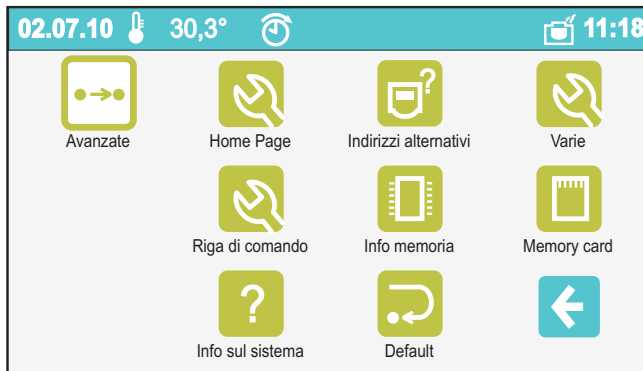 02.07.10 30,3° 11:18
Avanzate Home Page Indirizzi alternativi Varie
Riga di comando Info memoria Memory card
Info sul sistema Default